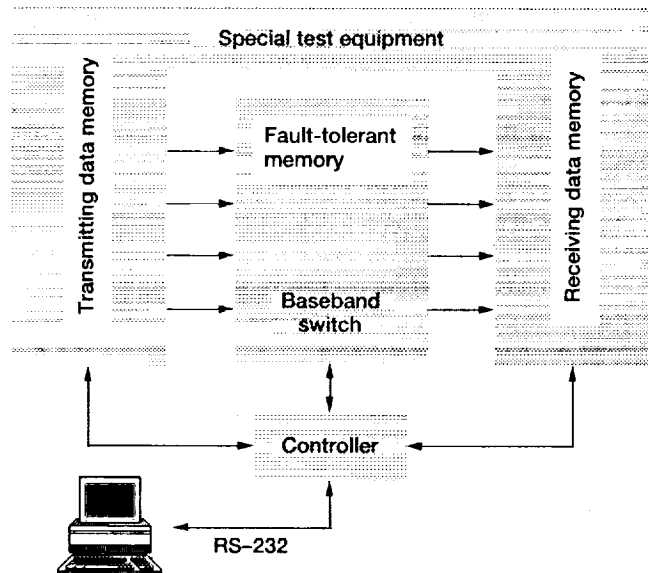 Special test equipment
Transmitting data memory
Fault-tolerant
memory
Baseband
switch
Receiving data memory
Controller
RS-232